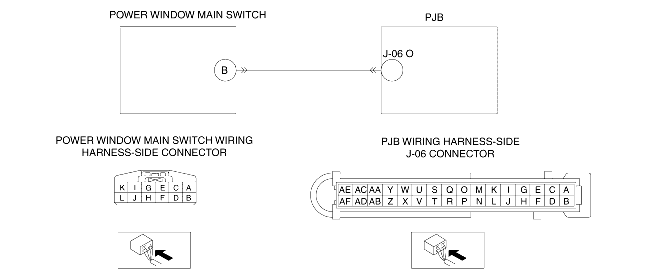 POWER WINDOW MAIN SWITCH
PJB
J-06 O
B
POWER WINDOW MAIN SWITCH WIRING
HARNESS-SIDE CONNECTOR
PJB WIRING HARNESS-SIDE
J-06 CONNECTOR
K I G E C A
L J H F D B
AE AC AA Y W U S Q O M K I G E C A
AF AD AB Z X V T R P N L J H F D B